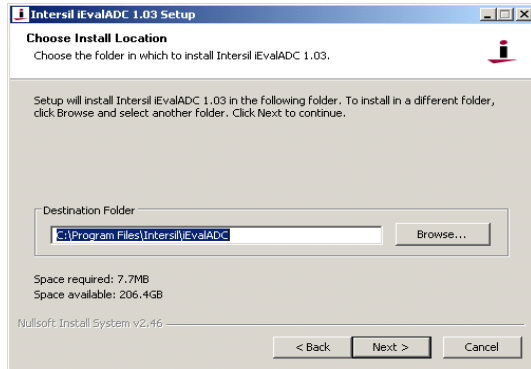 Intersil iEvalADC 1.03 Setup
Choose Install Location
Choose the folder in which to install Intersil iEvalADC 1.03.
Setup will install Intersil iEvalADC 1.03 in the following folder. To install in a different folder,
click Browse and select another folder. Click Next to continue.
Destination Folder
C:\Program Files\Intersil\iEvalADC
Browse...
Space required: 7.7MB
Space available: 206.4GB
Nullsoft Install System v2.46
< Back
Next >
Cancel